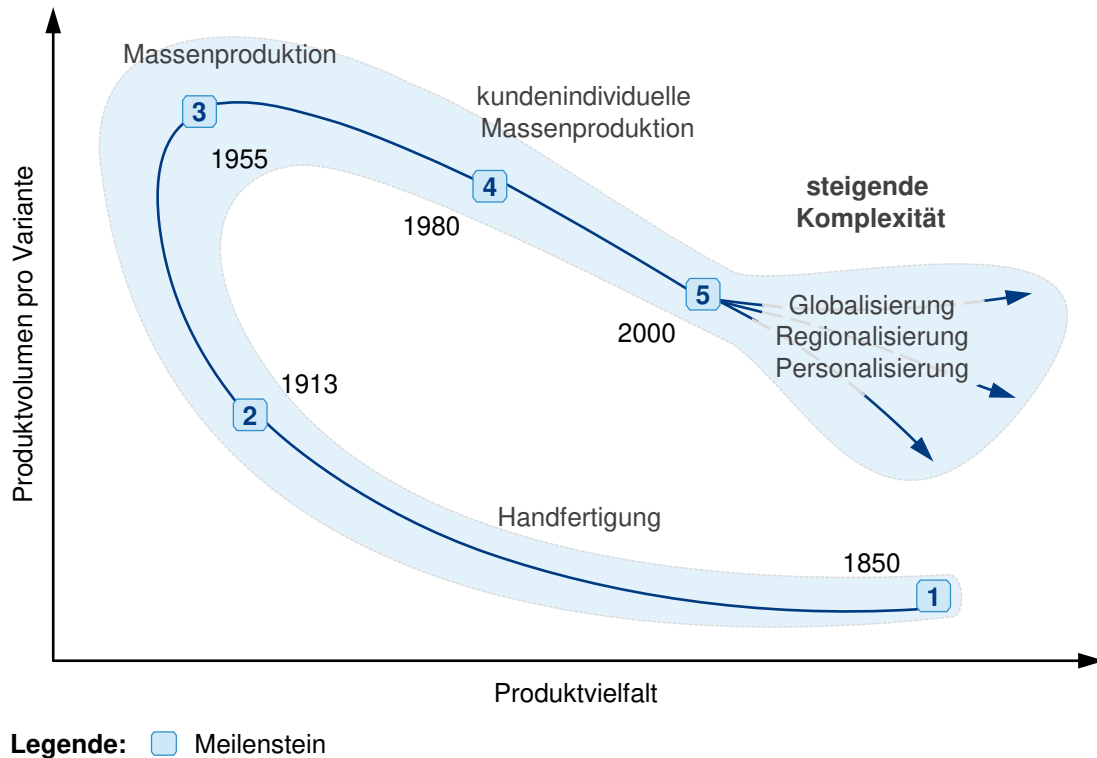 Massenproduktion
kundenindividuelle
Massenproduktion
3
1955
4
1980
steigende
Komplexität
5
2000
Globalisierung
Regionalisierung
Personalisierung
1913
2
Handfertigung
1850
1
Produktvolumen pro Variante
Produktvielfalt
Legende: Meilenstein